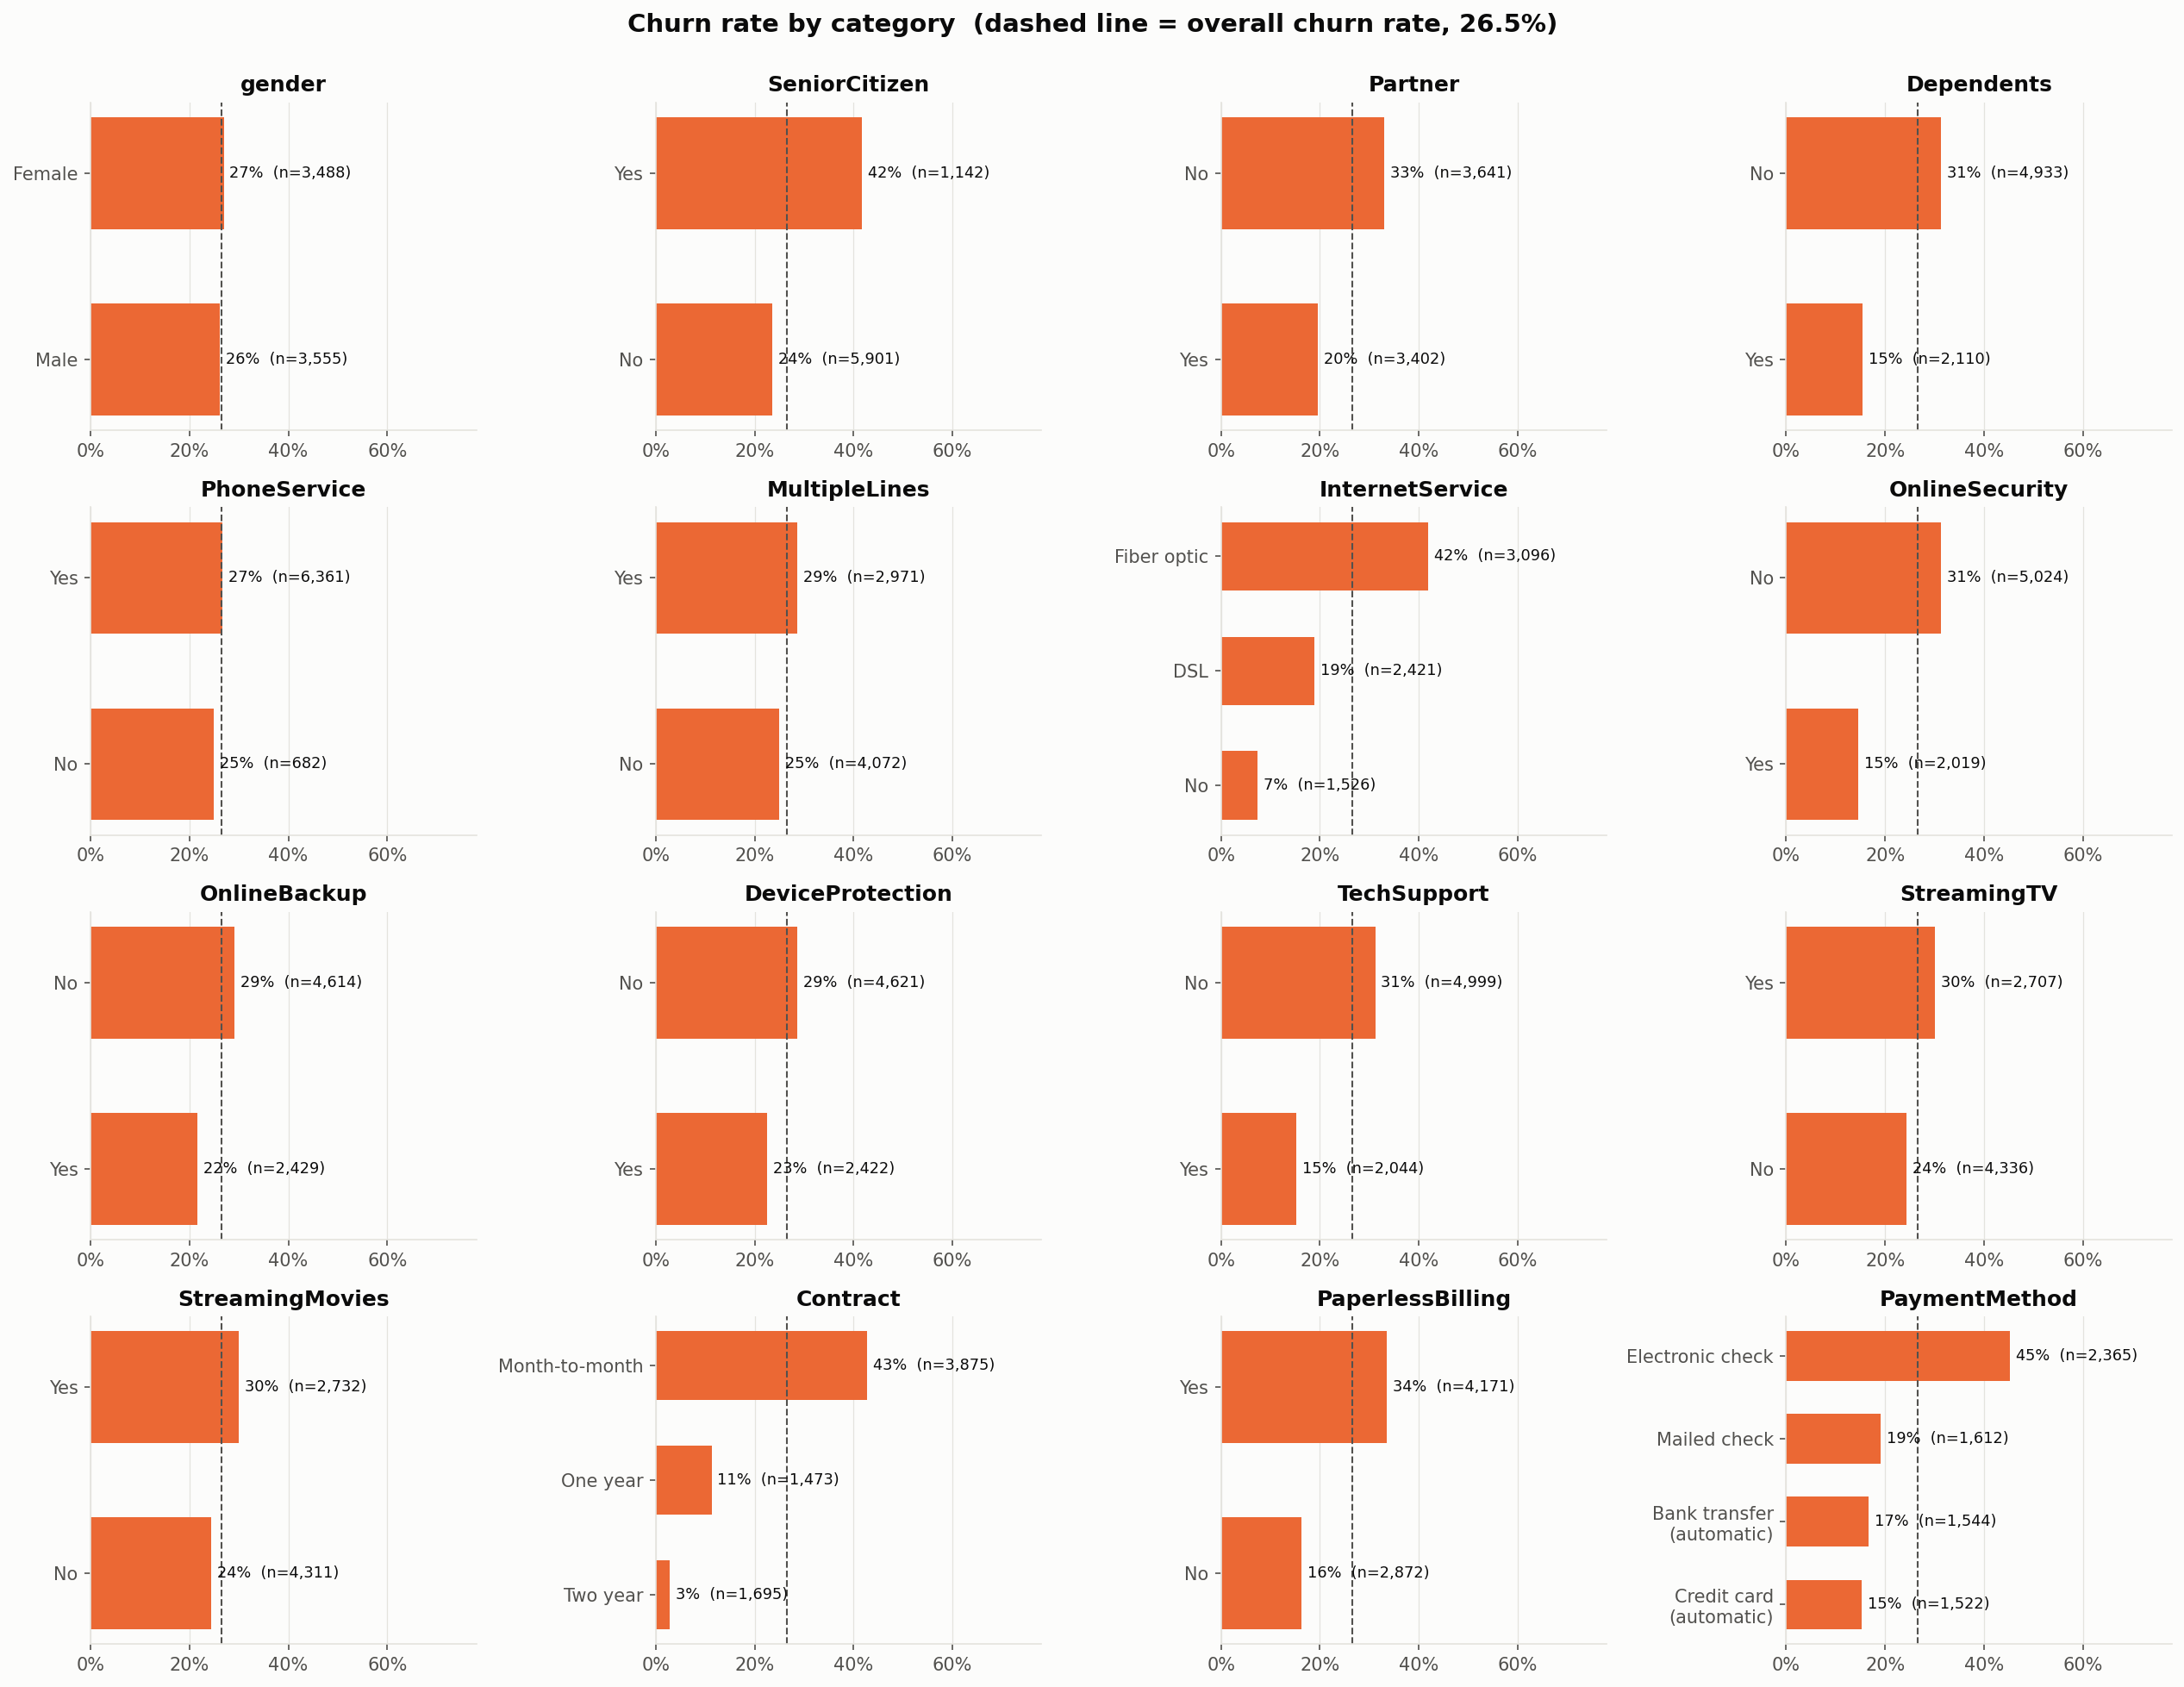 Churn rate by category  (dashed line = overall churn rate, 26.5%)
gender
Female
27%  (n=3,488)
Male
26%  (n=3,555)
0% 20% 40% 60%
SeniorCitizen
Yes
42%  (n=1,142)
No
24%  (n=5,901)
0% 20% 40% 60%
Partner
No
33%  (n=3,641)
Yes
20%  (n=3,402)
0% 20% 40% 60%
Dependents
No
31%  (n=4,933)
Yes
15%  (n=2,110)
0% 20% 40% 60%
PhoneService
Yes
27%  (n=6,361)
No
25%  (n=682)
0% 20% 40% 60%
MultipleLines
Yes
29%  (n=2,971)
No
25%  (n=4,072)
0% 20% 40% 60%
InternetService
Fiber optic
42%  (n=3,096)
DSL
19%  (n=2,421)
No
7%  (n=1,526)
0% 20% 40% 60%
OnlineSecurity
No
31%  (n=5,024)
Yes
15%  (n=2,019)
0% 20% 40% 60%
OnlineBackup
No
29%  (n=4,614)
Yes
22%  (n=2,429)
0% 20% 40% 60%
DeviceProtection
No
29%  (n=4,621)
Yes
23%  (n=2,422)
0% 20% 40% 60%
TechSupport
No
31%  (n=4,999)
Yes
15%  (n=2,044)
0% 20% 40% 60%
StreamingTV
Yes
30%  (n=2,707)
No
24%  (n=4,336)
0% 20% 40% 60%
StreamingMovies
Yes
30%  (n=2,732)
No
24%  (n=4,311)
0% 20% 40% 60%
Contract
Month-to-month
43%  (n=3,875)
One year
11%  (n=1,473)
Two year
3%  (n=1,695)
0% 20% 40% 60%
PaperlessBilling
Yes
34%  (n=4,171)
No
16%  (n=2,872)
0% 20% 40% 60%
PaymentMethod
Electronic check
45%  (n=2,365)
Mailed check
19%  (n=1,612)
Bank transfer
(automatic)
17%  (n=1,544)
Credit card
(automatic)
15%  (n=1,522)
0% 20% 40% 60%